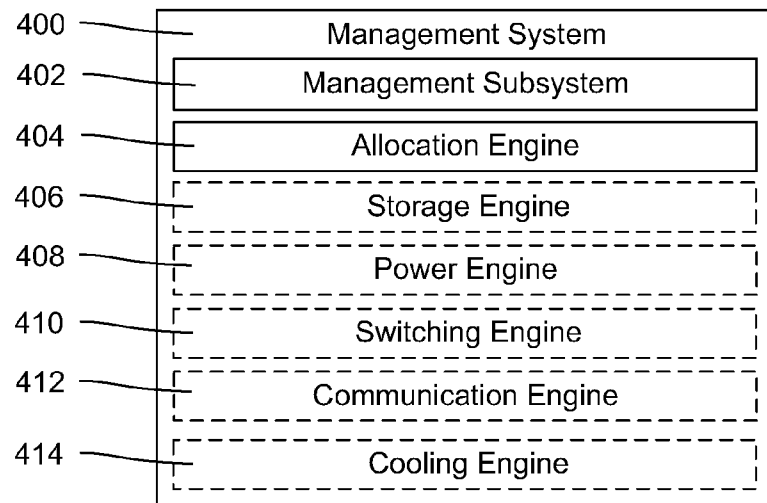 400 Management System
402 Management Subsystem
404 Allocation Engine
406 Storage Engine
408 Power Engine
410 Switching Engine
412 Communication Engine
414 Cooling Engine